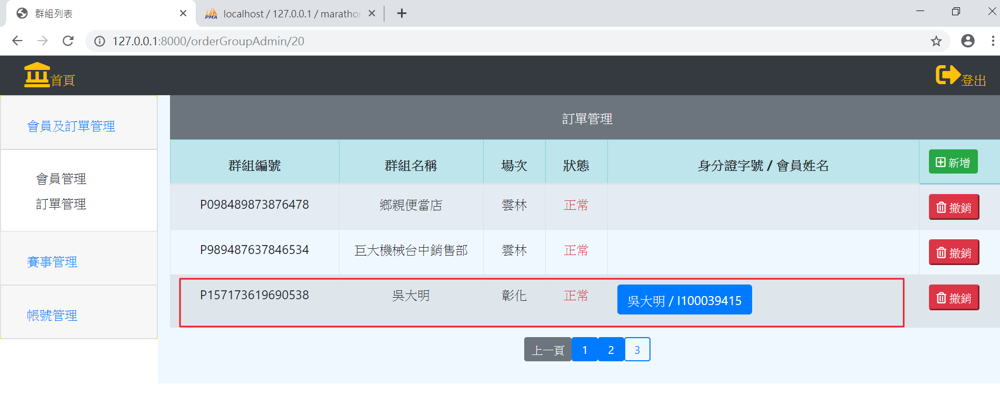 群組列表
localhost / 127.0.0.1 / marathon
127.0.0.1:8000/orderGroupAdmin/20
首頁
登出
會員及訂單管理
會員管理
訂單管理
賽事管理
帳號管理
訂單管理
群組編號 群組名稱 場次 狀態 身分證字號 / 會員姓名 新增
P098489873876478 鄉親便當店 雲林 正常 撤銷
P989487637846534 巨大機械台中銷售部 雲林 正常 撤銷
P157173619690538 吳大明 彰化 正常 吳大明 / I100039415 撤銷
上一頁 1 2 3